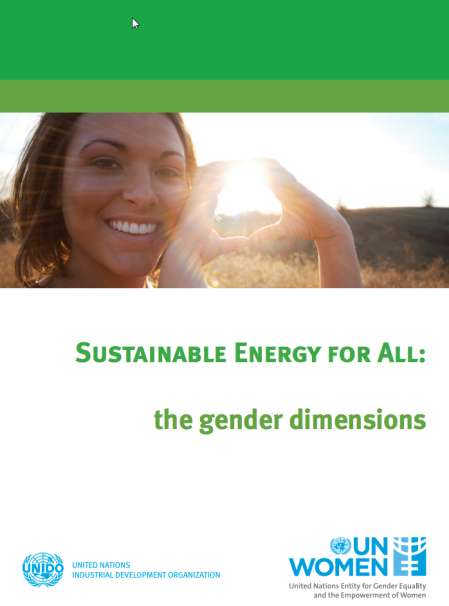 SUSTAINABLE ENERGY FOR ALL:
the gender dimensions
UNIDO
UNITED NATIONS
INDUSTRIAL DEVELOPMENT ORGANIZATION
UN
WOMEN
United Nations Entity for Gender Equality
and the Empowerment of Women